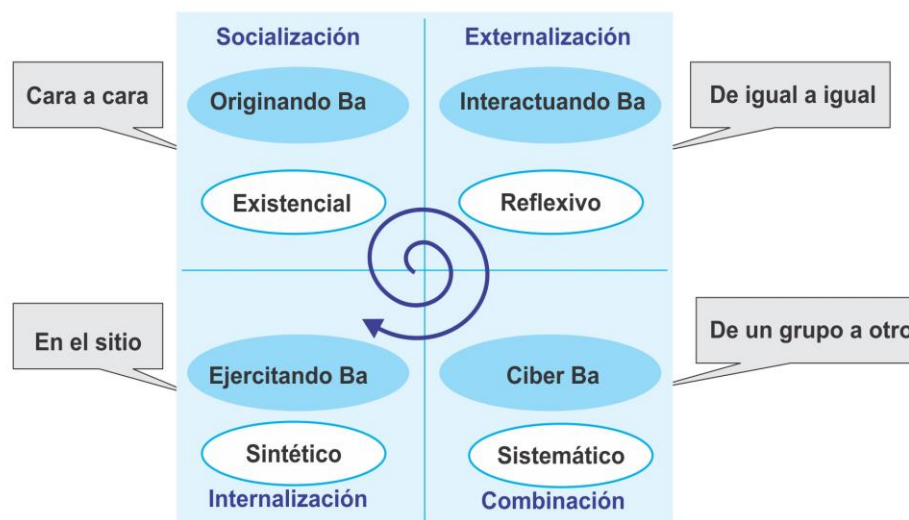 Socialización
Externalización
Cara a cara
Originando Ba
Interactuando Ba
De igual a igual
Existencial
Reflexivo
En el sitio
Ejercitando Ba
Ciber Ba
De un grupo a otro
Sintético
Sistemático
Internalización
Combinación